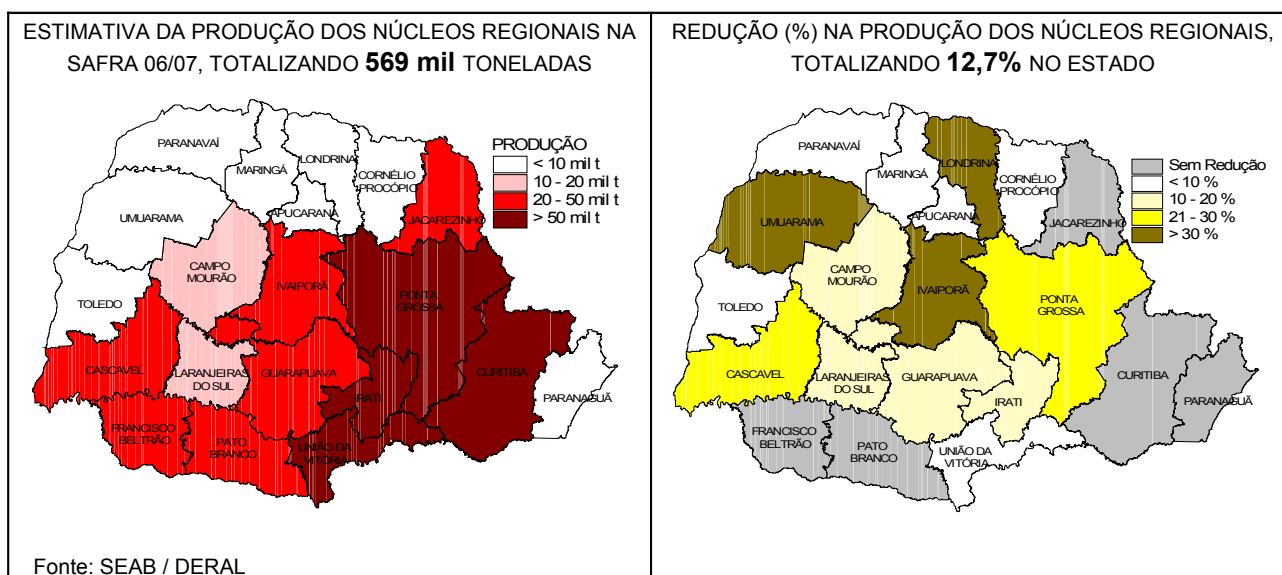 ESTIMATIVA DA PRODUÇÃO DOS NÚCLEOS REGIONAIS NA
SAFRA 06/07, TOTALIZANDO 569 mil TONELADAS
PRODUÇÃO
< 10 mil t
10 - 20 mil t
20 - 50 mil t
> 50 mil t
PARANAVAÍ
MARINGÁ
LONDRINA
CORNÉLIO
PROCÓPIO
UMUARAMA
APUCARANA
JACAREZINHO
CAMPO
MOURÃO
IVAIPORÃ
TOLEDO
PONTA
GROSSA
CASCAVEL
LARANJEIRAS
DO SUL
GUARAPUAVA
CURITIBA
IRATI
PARANAGUÁ
FRANCISCO
BELTRÃO
PATO
BRANCO
UNIÃO DA
VITÓRIA
Fonte: SEAB / DERAL
REDUÇÃO (%) NA PRODUÇÃO DOS NÚCLEOS REGIONAIS,
TOTALIZANDO 12,7% NO ESTADO
Sem Redução
< 10 %
10 - 20 %
21 - 30 %
> 30 %
PARANAVAÍ
MARINGÁ
LONDRINA
CORNÉLIO
PROCÓPIO
UMUARAMA
APUCARANA
JACAREZINHO
CAMPO
MOURÃO
IVAIPORÃ
TOLEDO
PONTA
GROSSA
CASCAVEL
LARANJEIRAS
DO SUL
GUARAPUAVA
CURITIBA
IRATI
PARANAGUÁ
FRANCISCO
BELTRÃO
PATO
BRANCO
UNIÃO DA
VITÓRIA